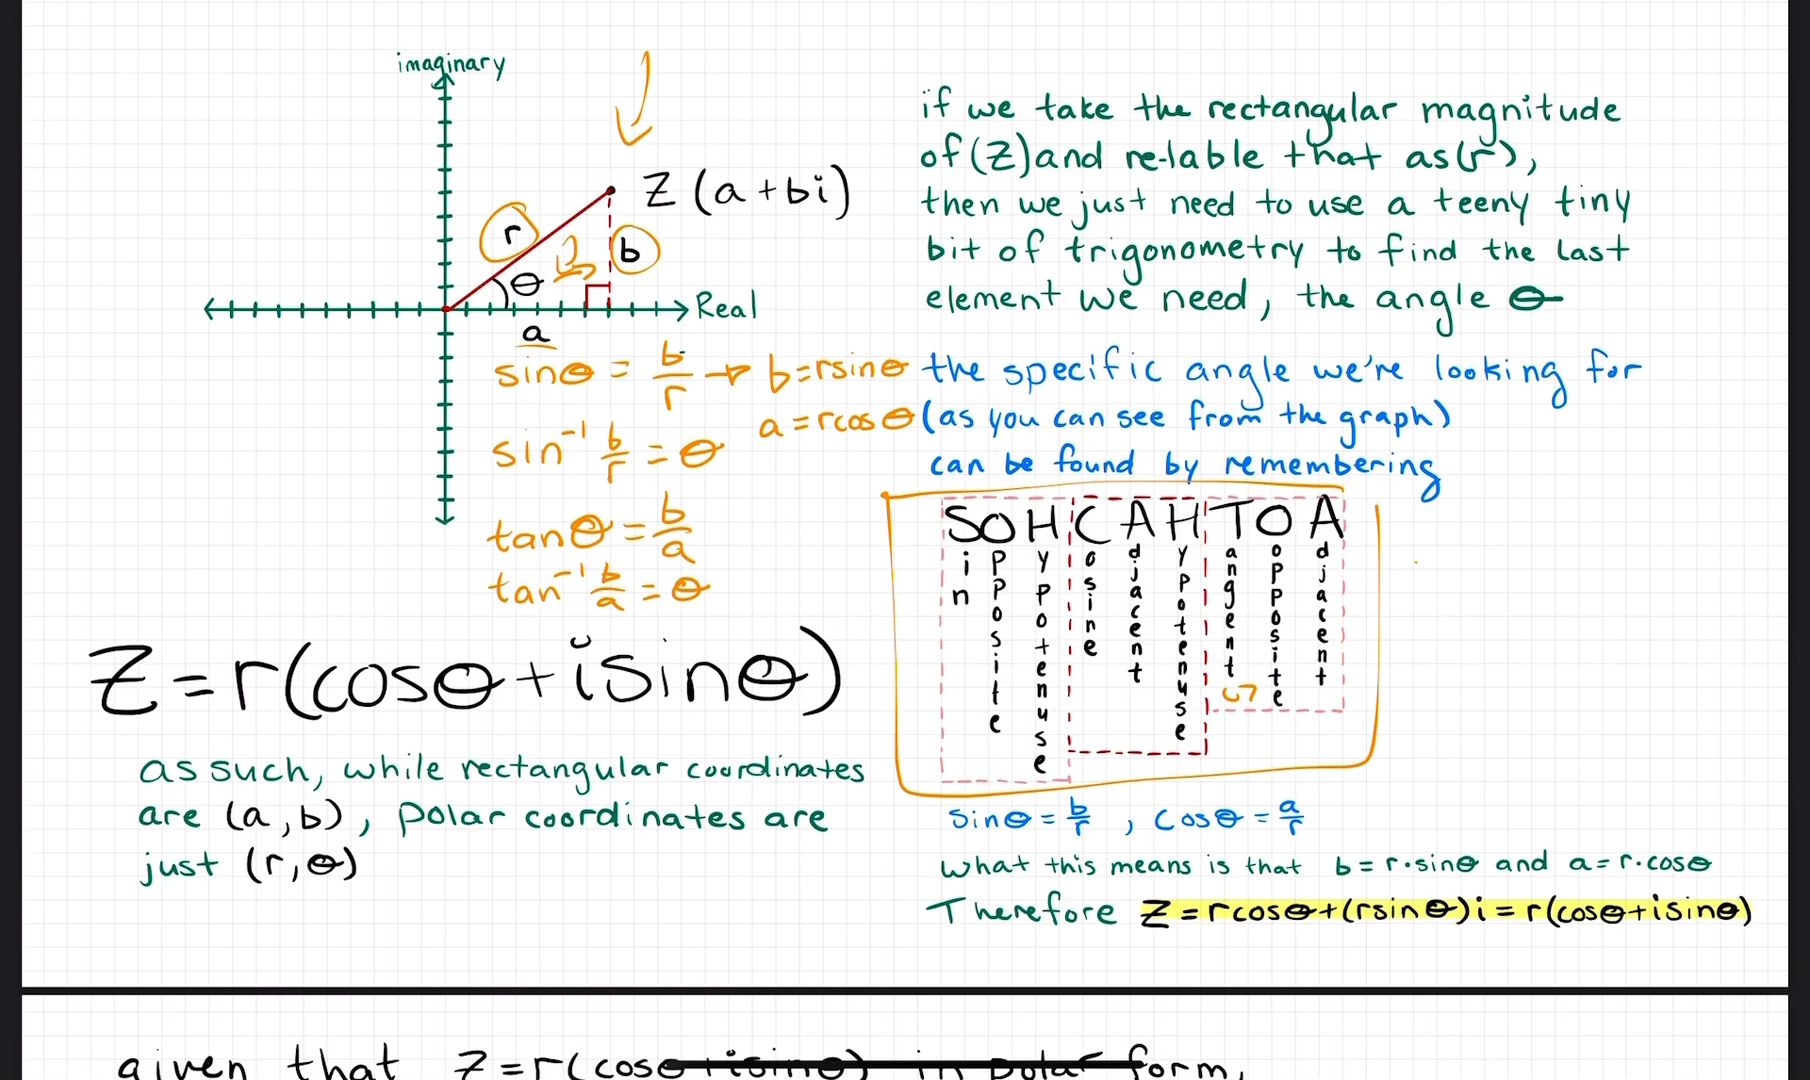 imaginary
Z (a+bi)
r
b
θ
Real
a
sinθ = b/r → b=rsinθ
a=rcosθ
sin⁻¹ b/r = θ
tanθ = b/a
tan⁻¹ b/a = θ
Z=r(cosθ+isinθ)
as such, while rectangular coordinates
are (a,b), polar coordinates are
just (r,θ)
if we take the rectangular magnitude
of (Z) and re-lable that as (r),
then we just need to use a teeny tiny
bit of trigonometry to find the last
element we need, the angle θ
the specific angle we're looking for
(as you can see from the graph)
can be found by remembering
SOH CAH TOA
Sin
Opposite
Hypotenuse
Cosine
Adjacent
Hypotenuse
Tangent
Opposite
Adjacent
sinθ = b/r , cosθ = a/r
What this means is that b=r·sinθ and a=r·cosθ
Therefore Z=rcosθ+(rsinθ)i=r(cosθ+isinθ)
given that Z=r(cosθ+isinθ) in polar form,